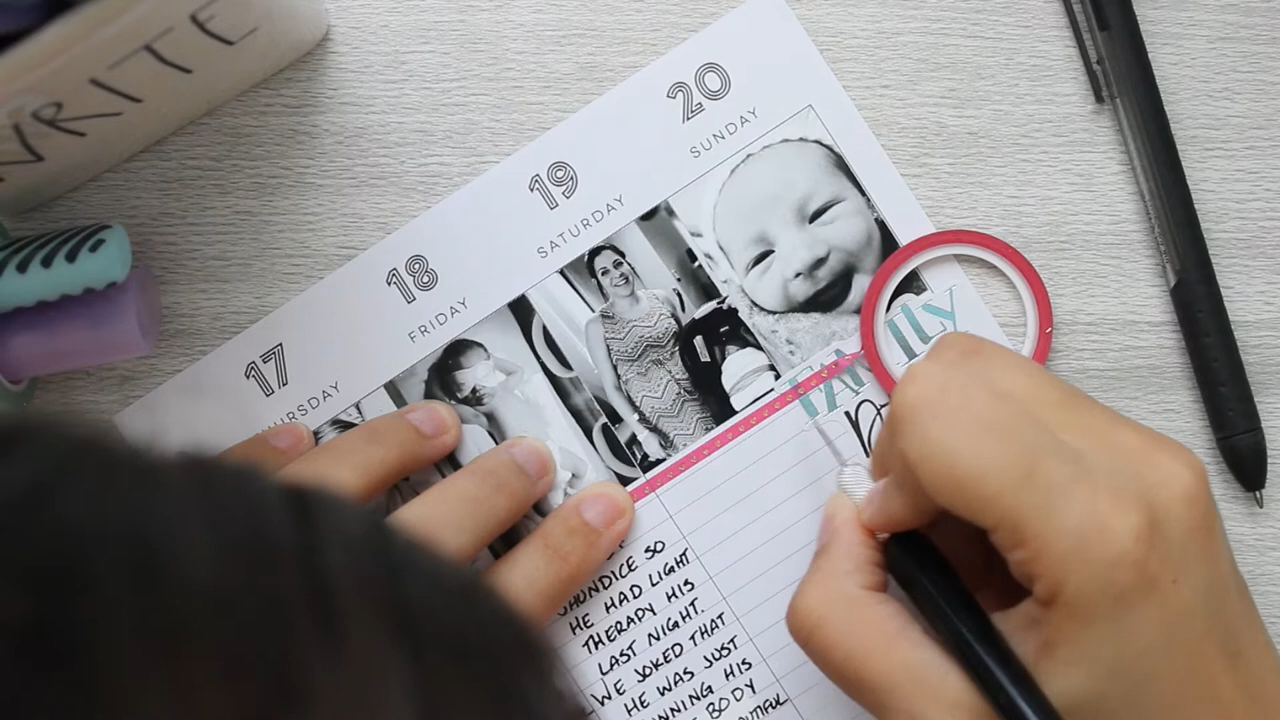 WRITE
17
THURSDAY
18
FRIDAY
19
SATURDAY
20
SUNDAY
FAMILY
JAUNDICE SO
HE HAD LIGHT
THERAPY HIS
LAST NIGHT.
WE JOKED THAT
HE WAS JUST
HIS
BODY